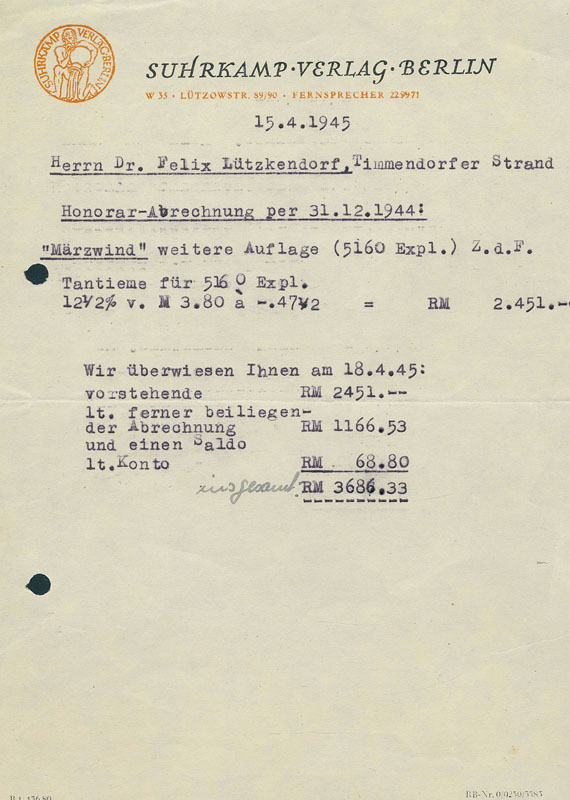 SUHRKAMP VERLAG BERLIN
SUHRKAMP·VERLAG·BERLIN
W 35 · LÜTZOWSTR. 89/90 · FERNSPRECHER 229971
15.4.1945
Herrn Dr. Felix Lützkendorf, Timmendorfer Strand
Honorar-Abrechnung per 31.12.1944:
"Märzwind" weitere Auflage (5160 Expl.) Z.d.F.
Tantieme für 5160 Expl.
12½% v. M 3.80 à -.47½ = RM 2.451.--
Wir überwiesen Ihnen am 18.4.45:
vorstehende RM 2451.--
lt. ferner beiliegen-
der Abrechnung RM 1166.53
und einen Saldo
lt.Konto RM 68.80
insgesamt RM 3686.33